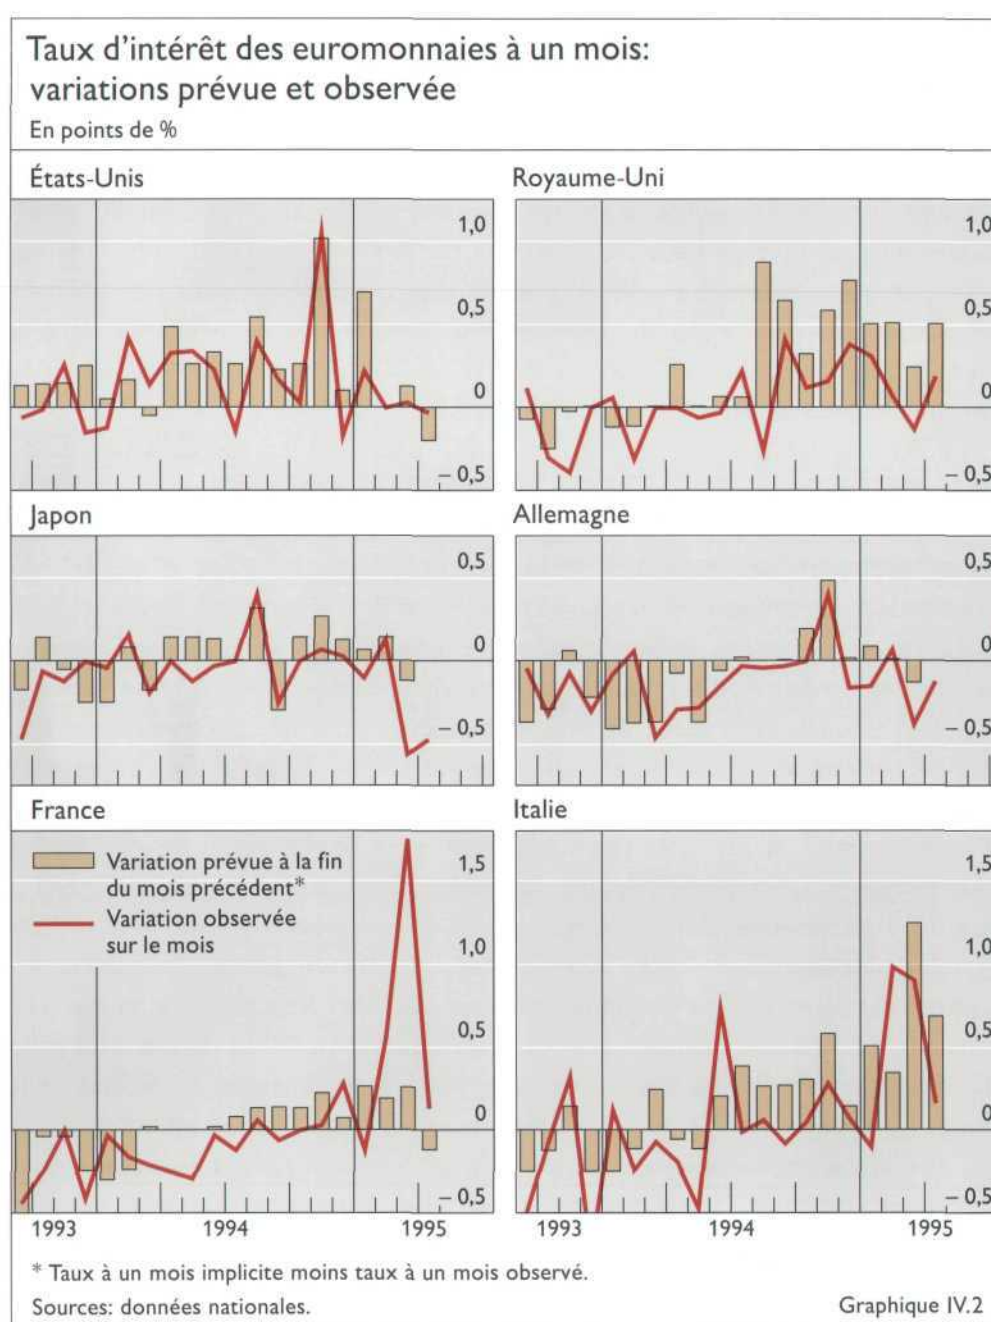 Taux d'intérêt des euromonnaies à un mois:
variations prévue et observée
En points de %
États-Unis
1,0
0,5
0
– 0,5
Royaume-Uni
1,0
0,5
0
– 0,5
Japon
0,5
0
– 0,5
Allemagne
0,5
0
– 0,5
France
Variation prévue à la fin
du mois précédent*
Variation observée
sur le mois
1,5
1,0
0,5
0
– 0,5
1993
1994
1995
Italie
1,5
1,0
0,5
0
– 0,5
1993
1994
1995
* Taux à un mois implicite moins taux à un mois observé.
Sources: données nationales.
Graphique IV.2